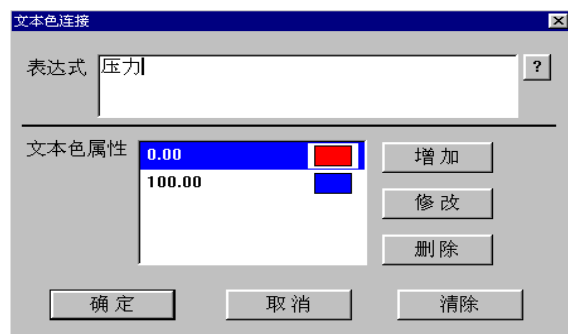 文本色连接
表达式 压力 ?
文本色属性 0.00 增加
100.00
修改
删除
确定 取消 清除